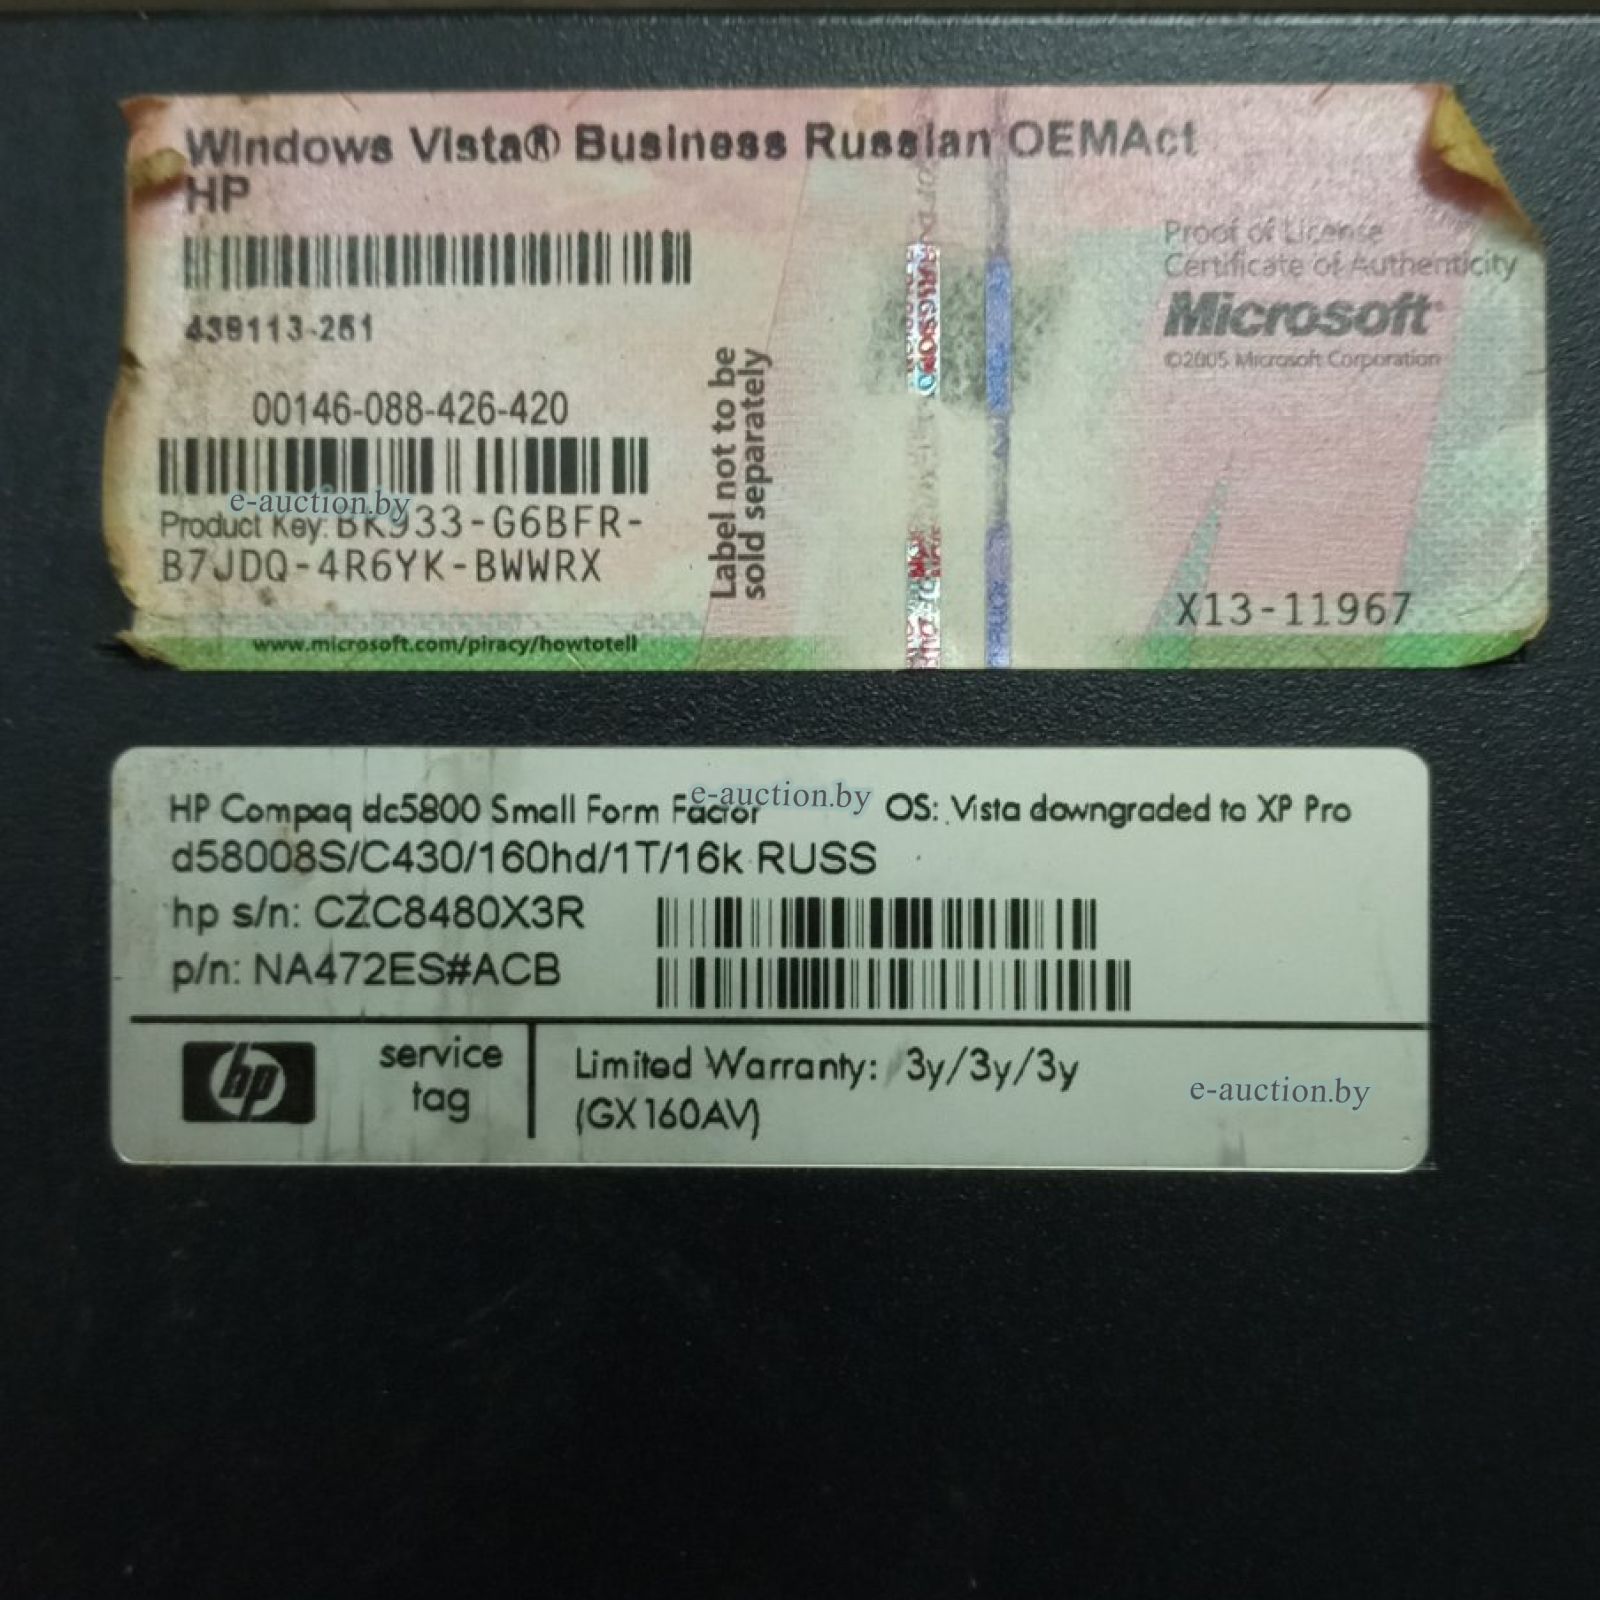 Windows Vista® Business Russian OEMAct
HP
439113-251
00146-088-426-420
e-auction.by
Product Key: BK933-G6BFR-
B7JDQ-4R6YK-BWWRX
www.microsoft.com/piracy/howtotell
Label not to be
sold separately
Proof of License
Certificate of Authenticity
Microsoft
©2005 Microsoft Corporation
X13-11967
HP Compaq dc5800 Small Form Factor OS: Vista downgraded to XP Pro
e-auction.by
d58008S/C430/160hd/1T/16k RUSS
hp s/n: CZC8480X3R
p/n: NA472ES#ACB
hp
service
tag
Limited Warranty: 3y/3y/3y
(GX160AV)
e-auction.by